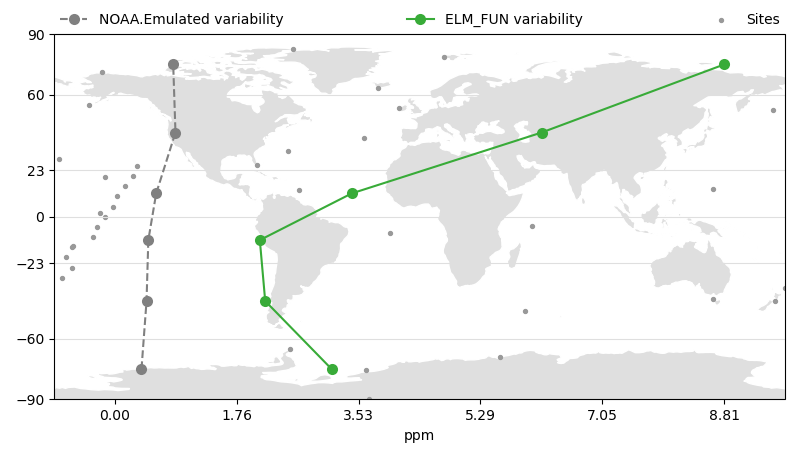 NOAA.Emulated variability ELM_FUN variability Sites
90
60
23
0
−23
−60
−90
0.00 1.76 3.53 5.29 7.05 8.81
ppm